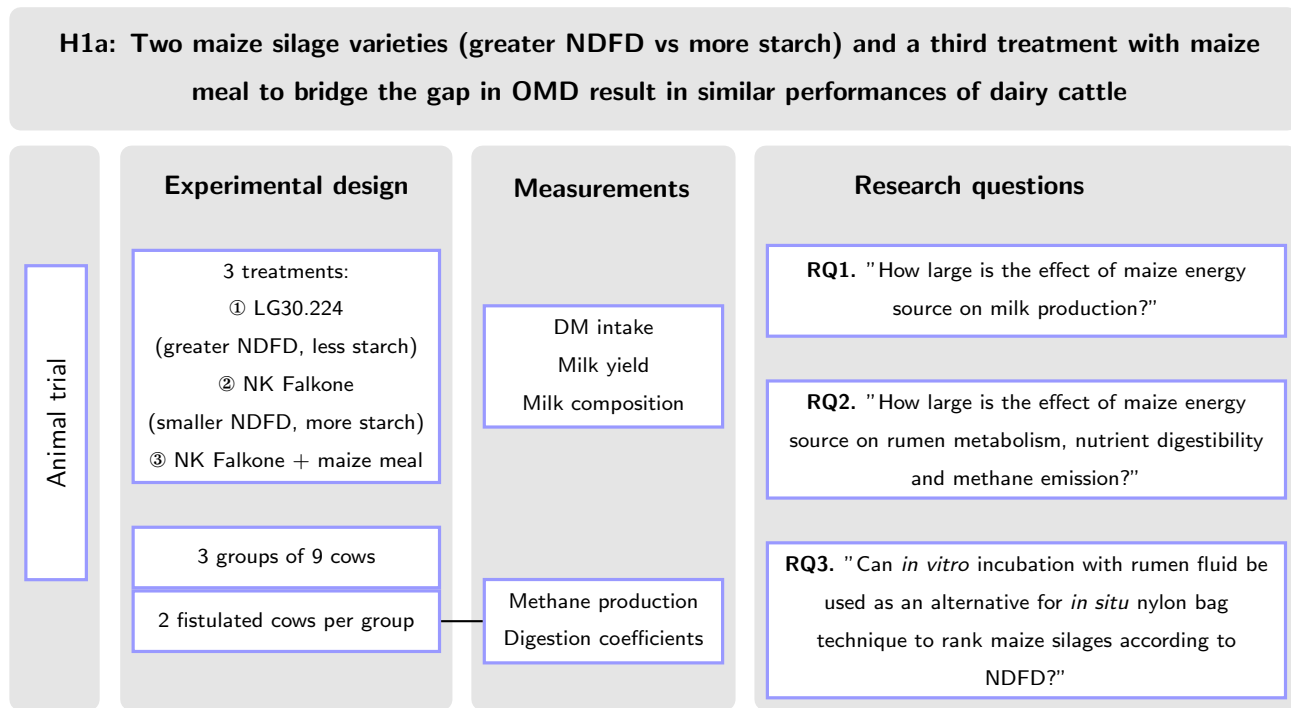 H1a: Two maize silage varieties (greater NDFD vs more starch) and a third treatment with maize
meal to bridge the gap in OMD result in similar performances of dairy cattle
Animal trial
Experimental design
3 treatments:
① LG30.224
(greater NDFD, less starch)
② NK Falkone
(smaller NDFD, more starch)
③ NK Falkone + maize meal
3 groups of 9 cows
2 fistulated cows per group
Measurements
DM intake
Milk yield
Milk composition
Methane production
Digestion coefficients
Research questions
RQ1. ”How large is the effect of maize energy
source on milk production?”
RQ2. ”How large is the effect of maize energy
source on rumen metabolism, nutrient digestibility
and methane emission?”
RQ3. ”Can in vitro incubation with rumen fluid be
used as an alternative for in situ nylon bag
technique to rank maize silages according to
NDFD?”